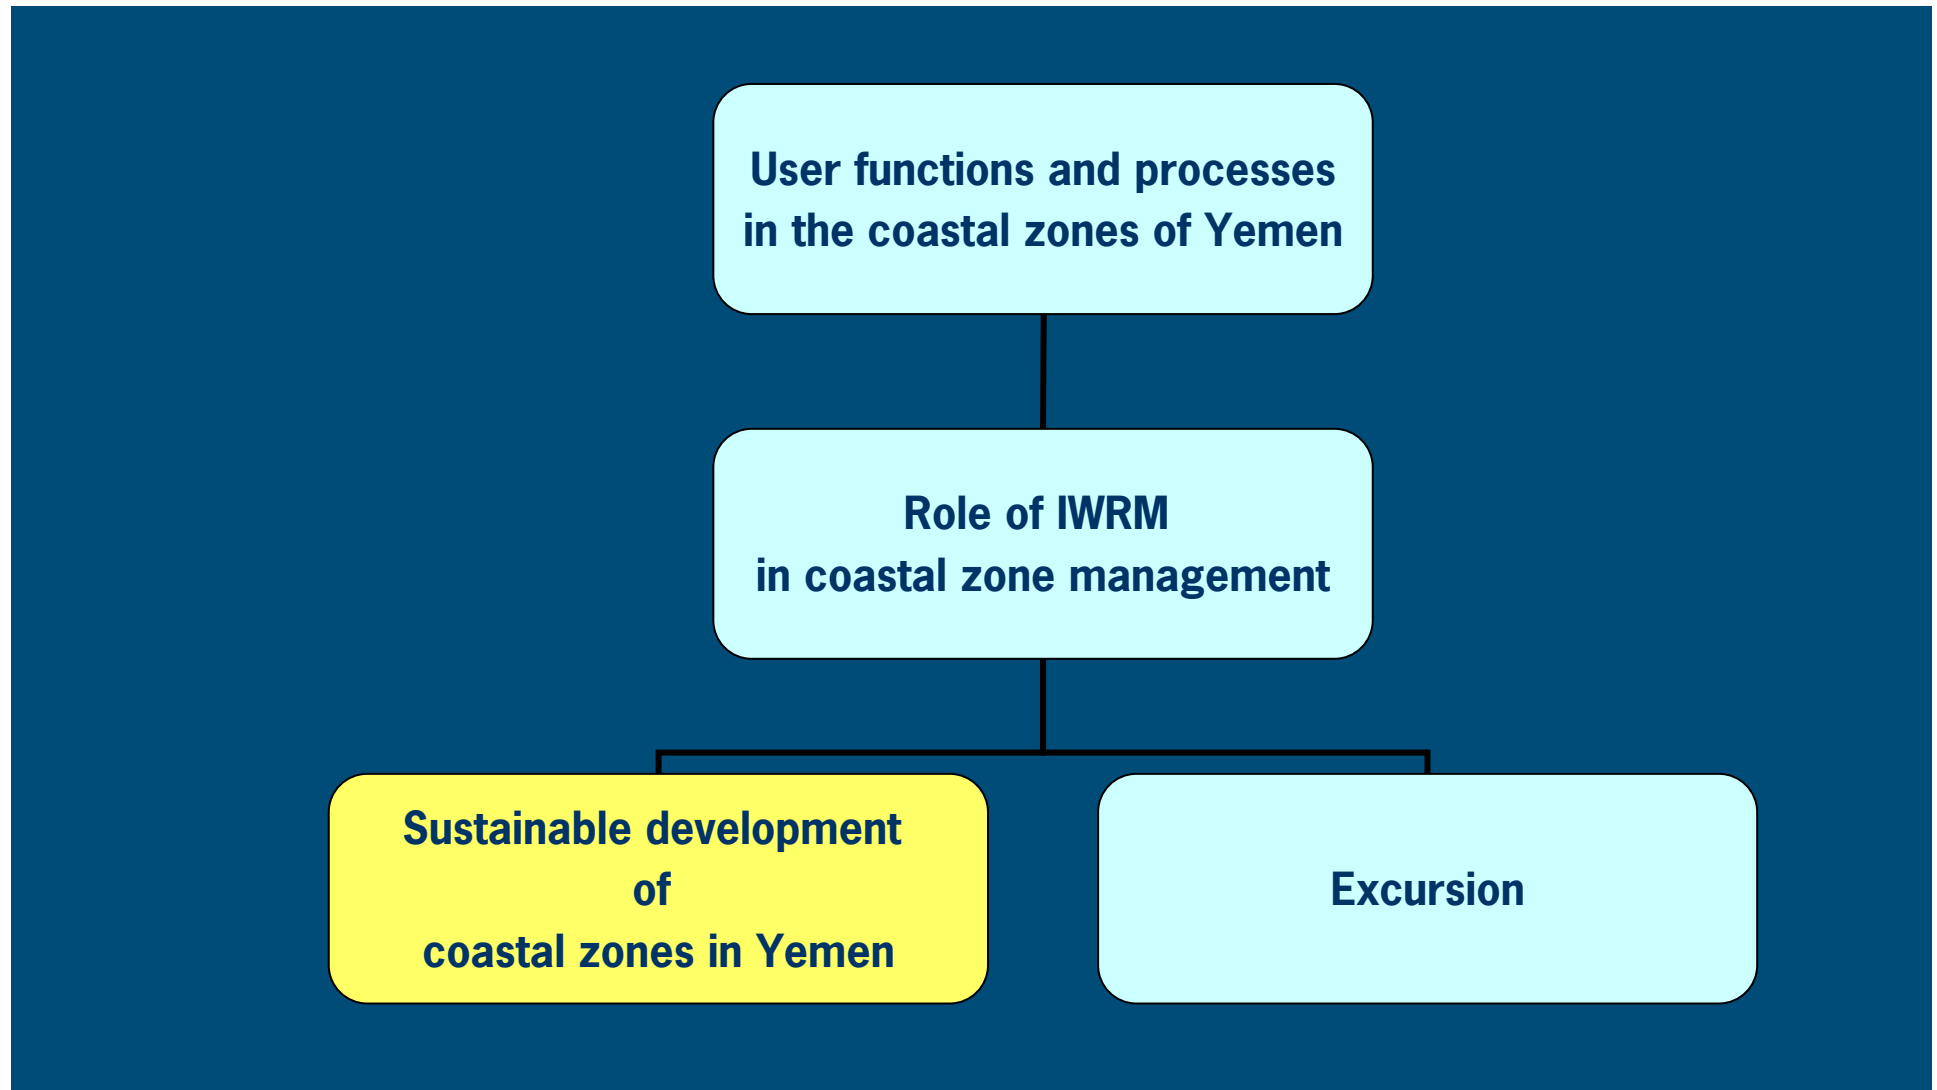 User functions and processes
in the coastal zones of Yemen
Role of IWRM
in coastal zone management
Sustainable development
of
coastal zones in Yemen
Excursion